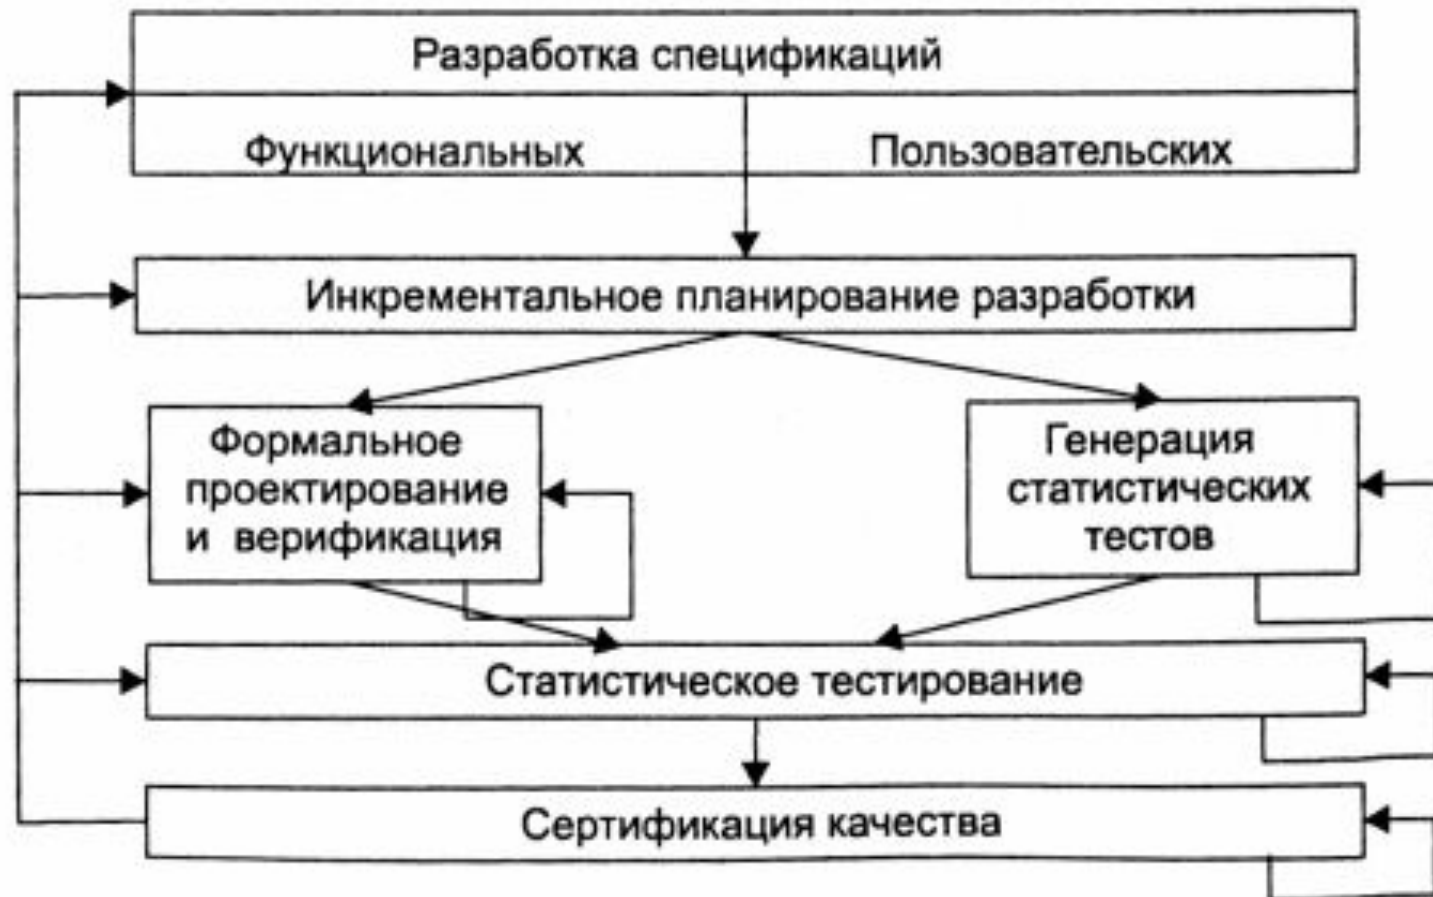 Разработка спецификаций
Функциональных
Пользовательских
Инкрементальное планирование разработки
Формальное
проектирование
и верификация
Генерация
статистических
тестов
Статистическое тестирование
Сертификация качества